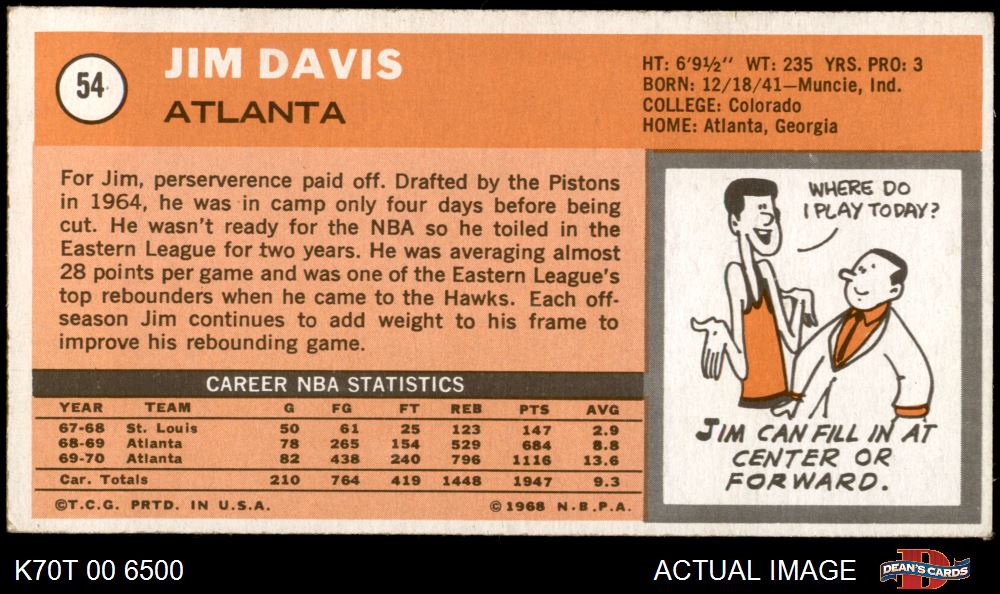 54
JIM DAVIS
ATLANTA
HT: 6'9½" WT: 235 YRS. PRO: 3
BORN: 12/18/41—Muncie, Ind.
COLLEGE: Colorado
HOME: Atlanta, Georgia
For Jim, perserverence paid off. Drafted by the Pistons
in 1964, he was in camp only four days before being
cut. He wasn't ready for the NBA so he toiled in the
Eastern League for two years. He was averaging almost
28 points per game and was one of the Eastern League's
top rebounders when he came to the Hawks. Each off-
season Jim continues to add weight to his frame to
improve his rebounding game.
WHERE DO
I PLAY TODAY?
JIM CAN FILL IN AT
CENTER OR
FORWARD.
CAREER NBA STATISTICS
YEAR TEAM G FG FT REB PTS AVG
67-68 St. Louis 50 61 25 123 147 2.9
68-69 Atlanta 78 265 154 529 684 8.8
69-70 Atlanta 82 438 240 796 1116 13.6
Car. Totals 210 764 419 1448 1947 9.3
©T.C.G. PRTD. IN U.S.A. ©1968 N.B.P.A.
K70T 00 6500 ACTUAL IMAGE
D
DEAN'S CARDS